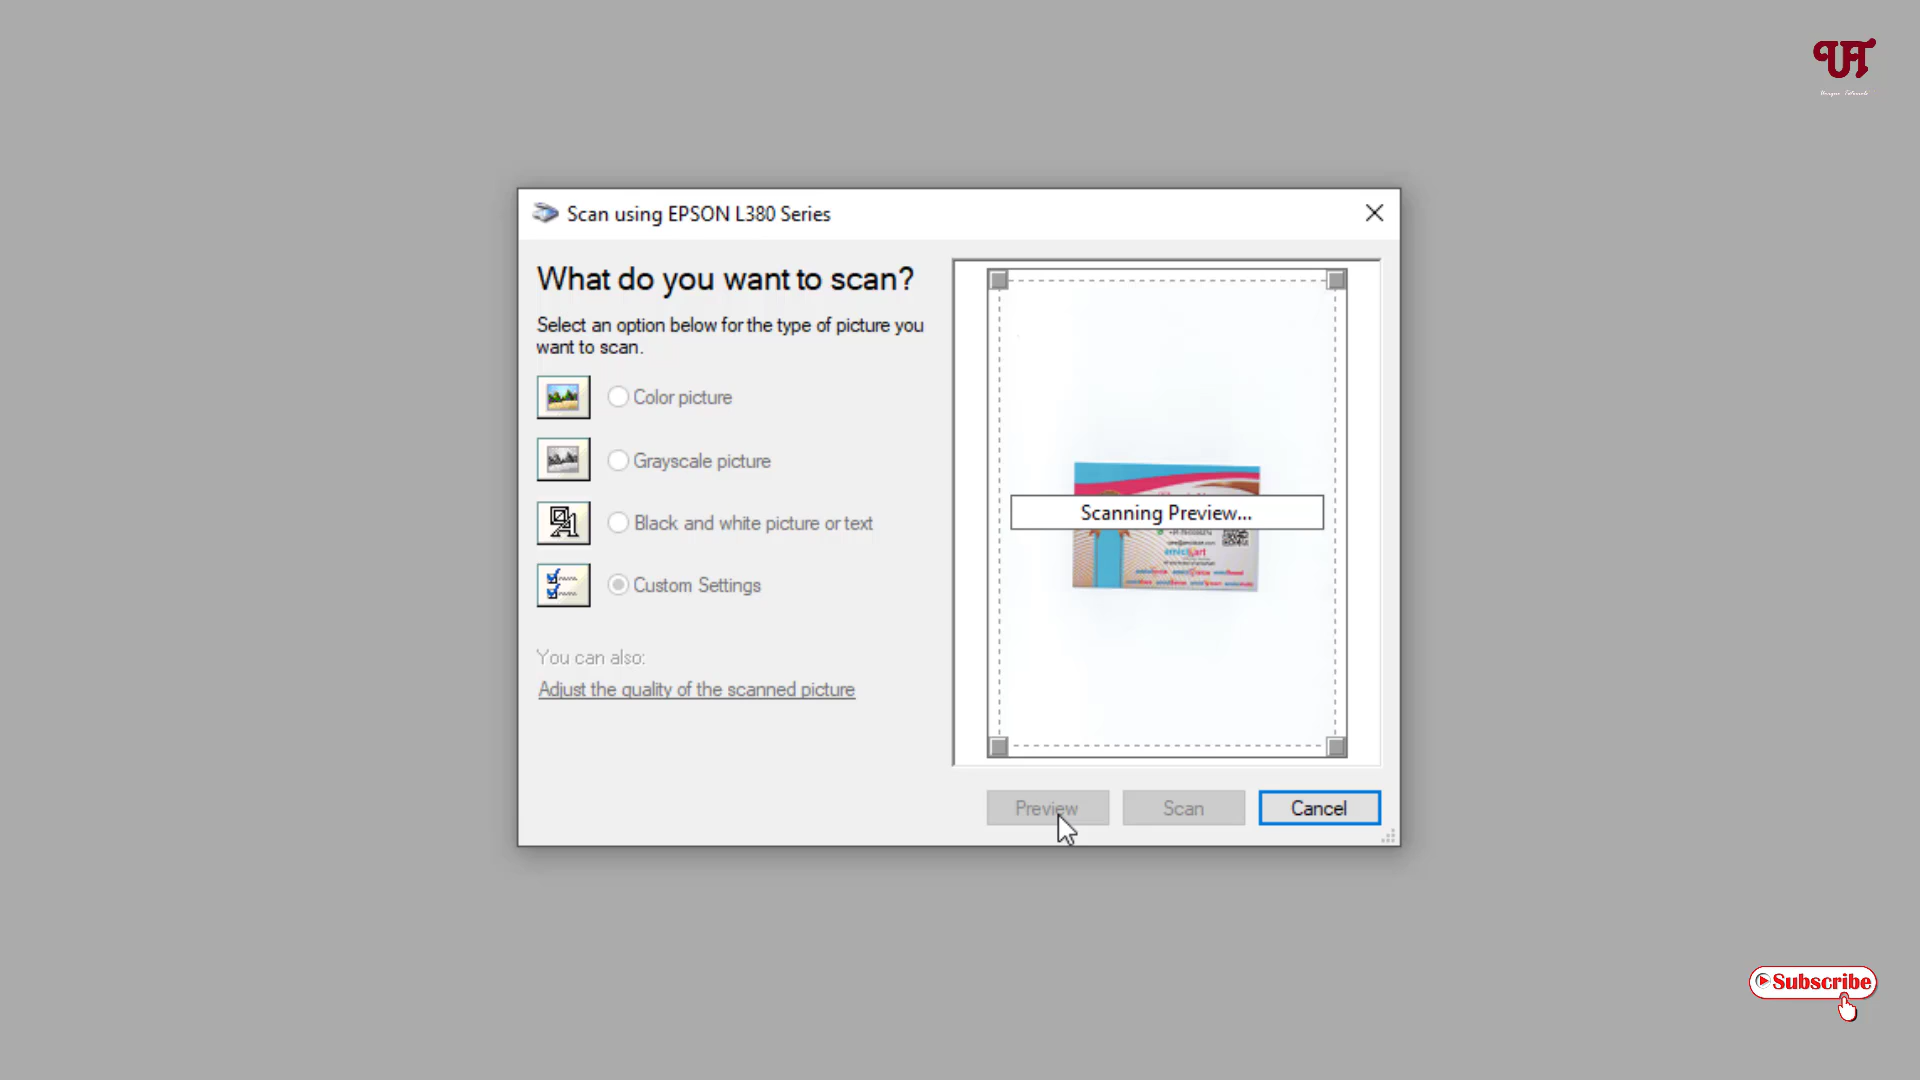 UT
Scan using EPSON L380 Series
What do you want to scan?
Select an option below for the type of picture you
want to scan.
Color picture
Grayscale picture
Black and white picture or text
Custom Settings
You can also:
Adjust the quality of the scanned picture
Scanning Preview...
Preview
Scan
Cancel
Subscribe